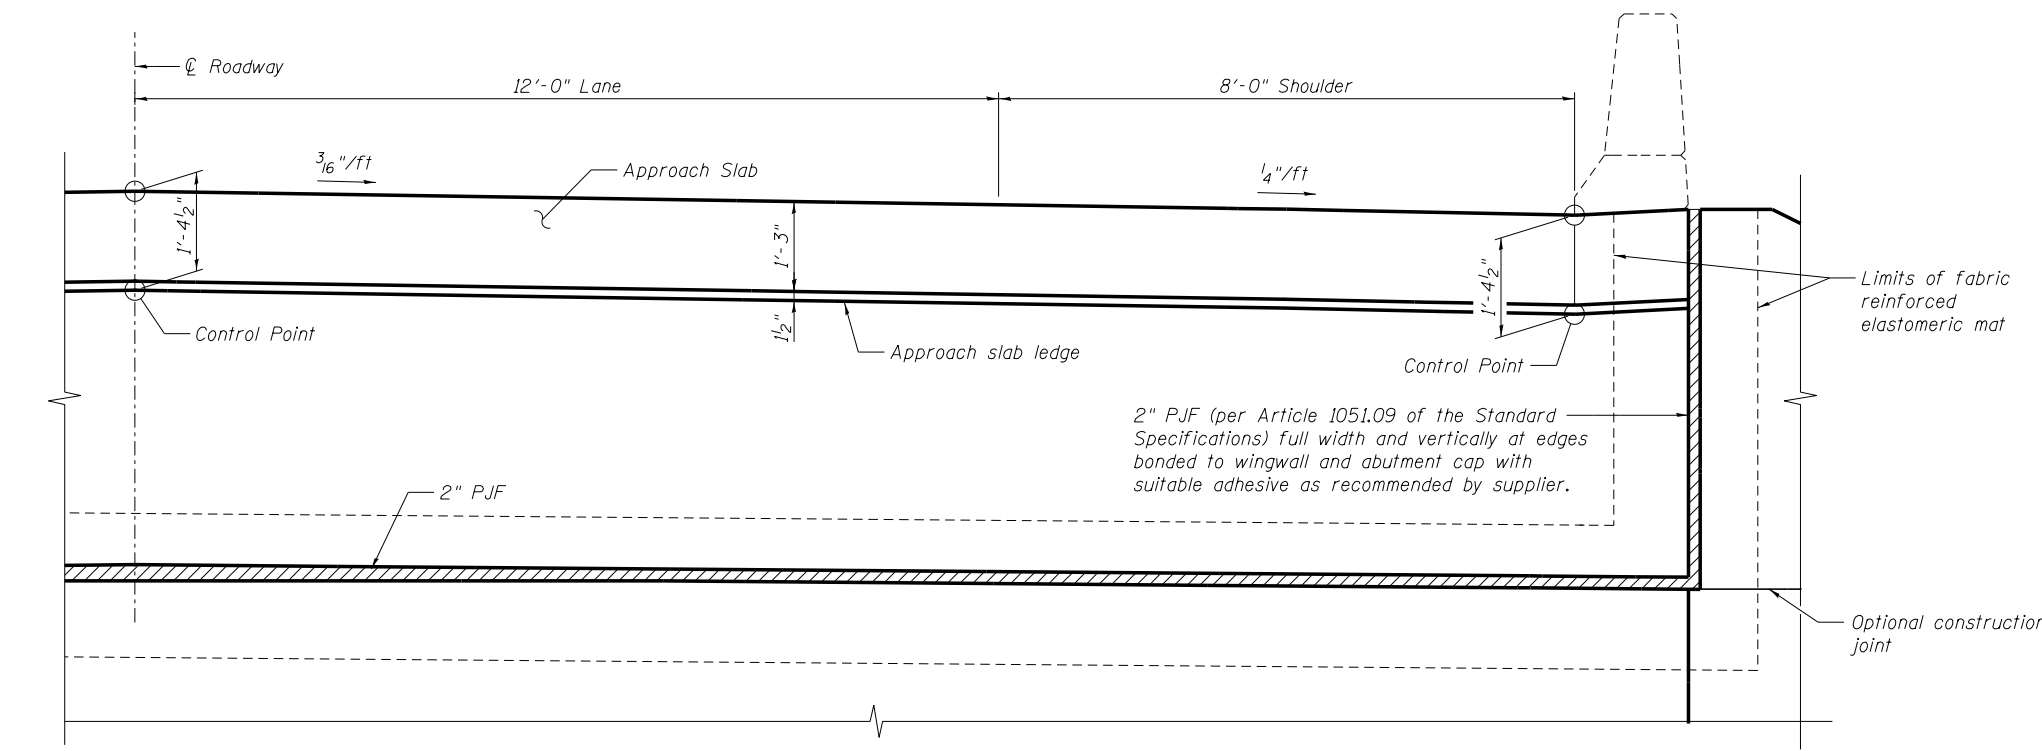 ℄ Roadway
12'-0" Lane
8'-0" Shoulder
3/16"/ft
Approach Slab
1/4"/ft
1'-4 1/2"
1'-3"
1'-4 1/2"
Limits of fabric
reinforced
elastomeric mat
Control Point
1 1/2"
Approach slab ledge
Control Point
2" PJF (per Article 1051.09 of the Standard
Specifications) full width and vertically at edges
bonded to wingwall and abutment cap with
suitable adhesive as recommended by supplier.
2" PJF
Optional construction
joint